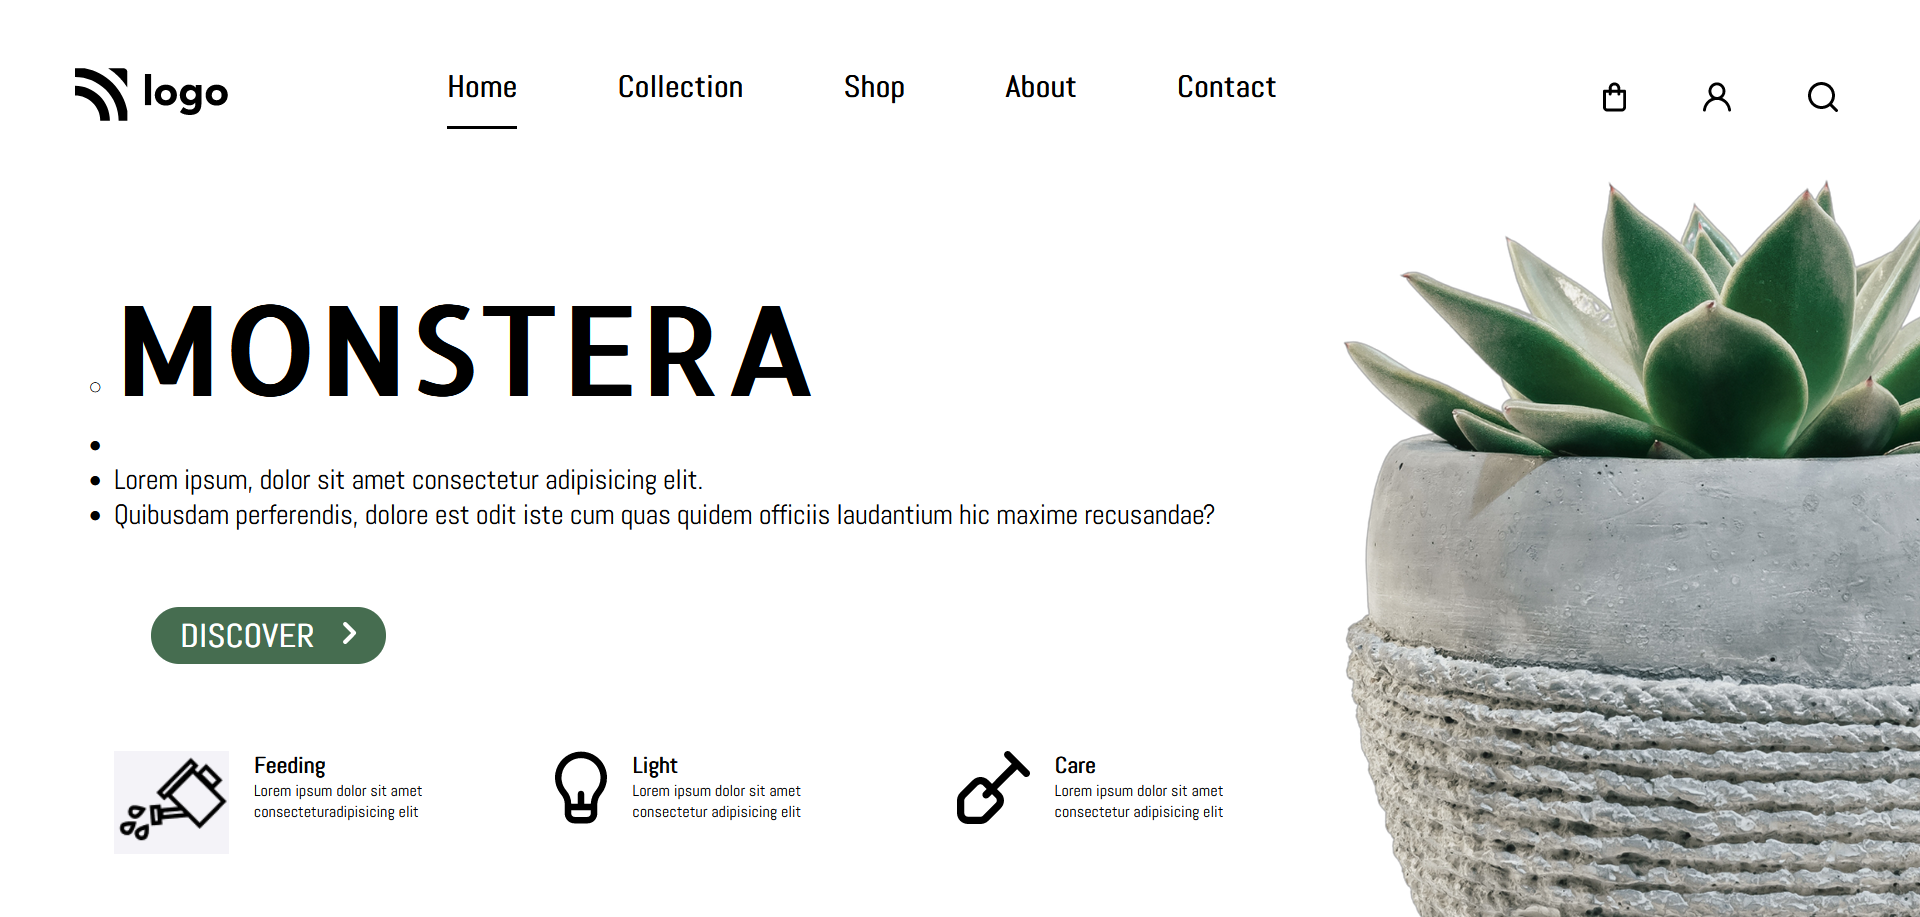 logo
Home Collection Shop About Contact
MONSTERA
Lorem ipsum, dolor sit amet consectetur adipisicing elit.
Quibusdam perferendis, dolore est odit iste cum quas quidem officiis laudantium hic maxime recusandae?
DISCOVER
Feeding
Lorem ipsum dolor sit amet
consecteturadipisicing elit
Light
Lorem ipsum dolor sit amet
consectetur adipisicing elit
Care
Lorem ipsum dolor sit amet
consectetur adipisicing elit